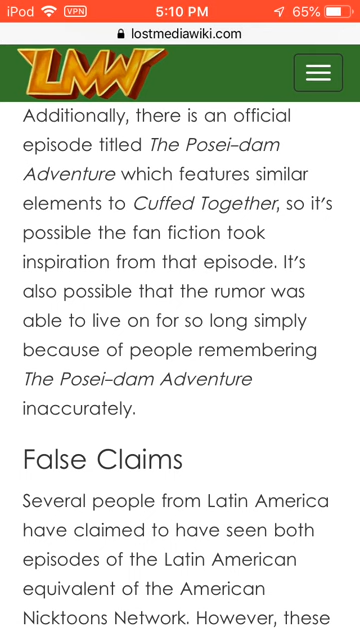 iPod VPN 5:10 PM 65%
lostmediawiki.com
LMW
Additionally, there is an official
episode titled The Posei-dam
Adventure which features similar
elements to Cuffed Together, so it's
possible the fan fiction took
inspiration from that episode. It's
also possible that the rumor was
able to live on for so long simply
because of people remembering
The Posei-dam Adventure
inaccurately.
False Claims
Several people from Latin America
have claimed to have seen both
episodes of the Latin American
equivalent of the American
Nicktoons Network. However, these